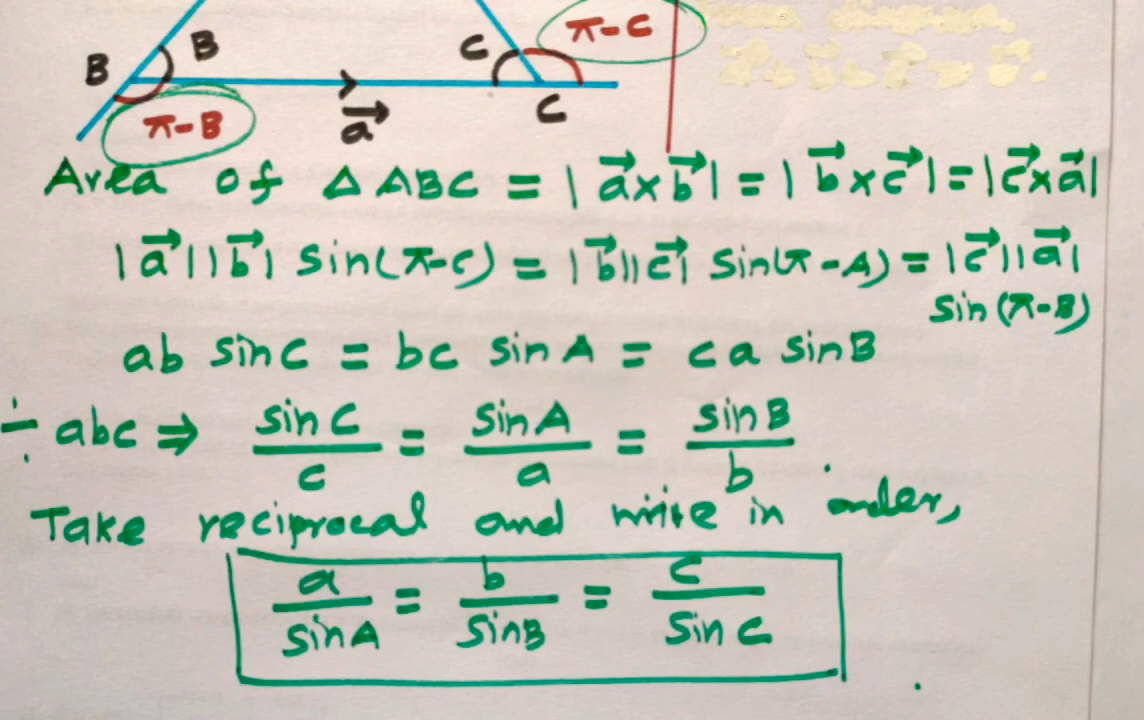 π-C
C
B B
π-B
a⃗
C
Area of △ABC = |a⃗×b⃗| = |b⃗×c⃗| = |c⃗×a⃗|
|a⃗||b⃗| sin(π-c) = |b⃗||c⃗| sin(π-A) = |c⃗||a⃗|
sin(π-B)
ab sinC = bc sinA = ca sinB
÷ abc ⇒ sinC/c = sinA/a = sinB/b
Take reciprocal and write in order,
a/sinA = b/sinB = c/sinC